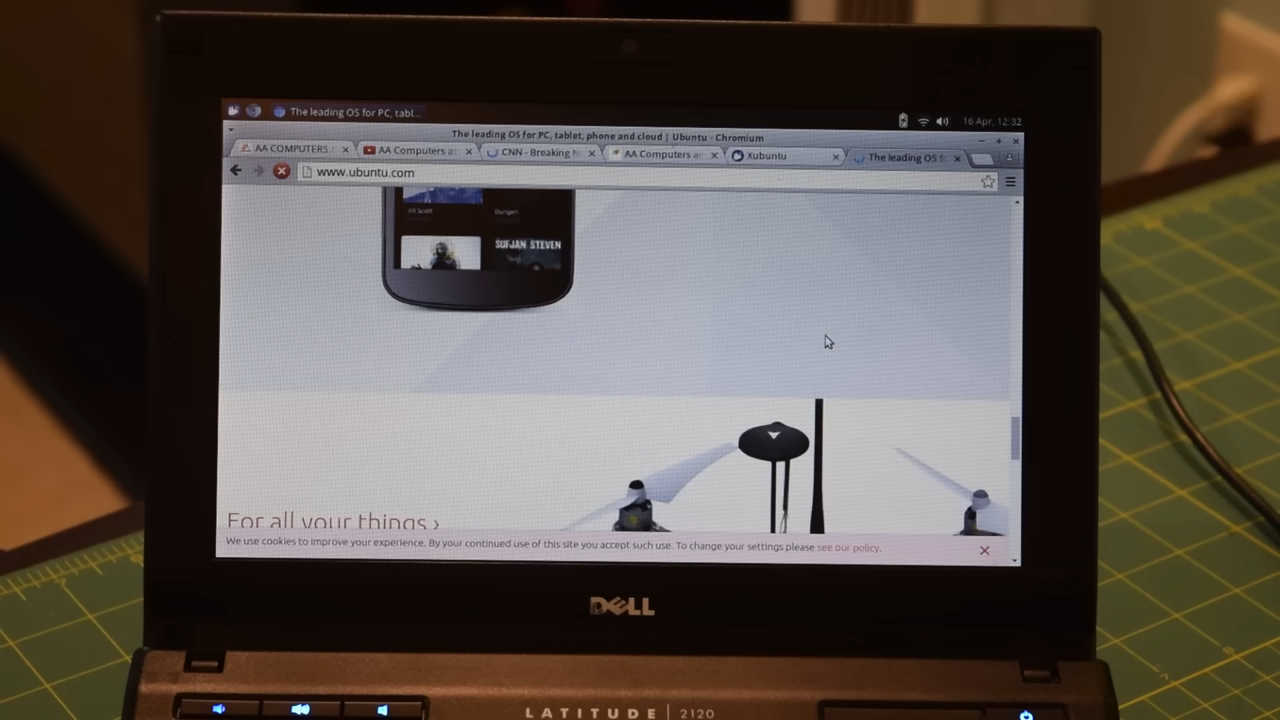 The leading OS for PC, tabl...
16 Apr, 12:32
The leading OS for PC, tablet, phone and cloud | Ubuntu - Chromium
AA COMPUTERS
AA Computers a
CNN - Breaking N
AA Computers a
Xubuntu
The leading OS f
www.ubuntu.com
Jill Scott
Dangen
SUFJAN STEVEN
For all your things ›
We use cookies to improve your experience. By your continued use of this site you accept such use. To change your settings please see our policy.
DELL
LATITUDE | 2120